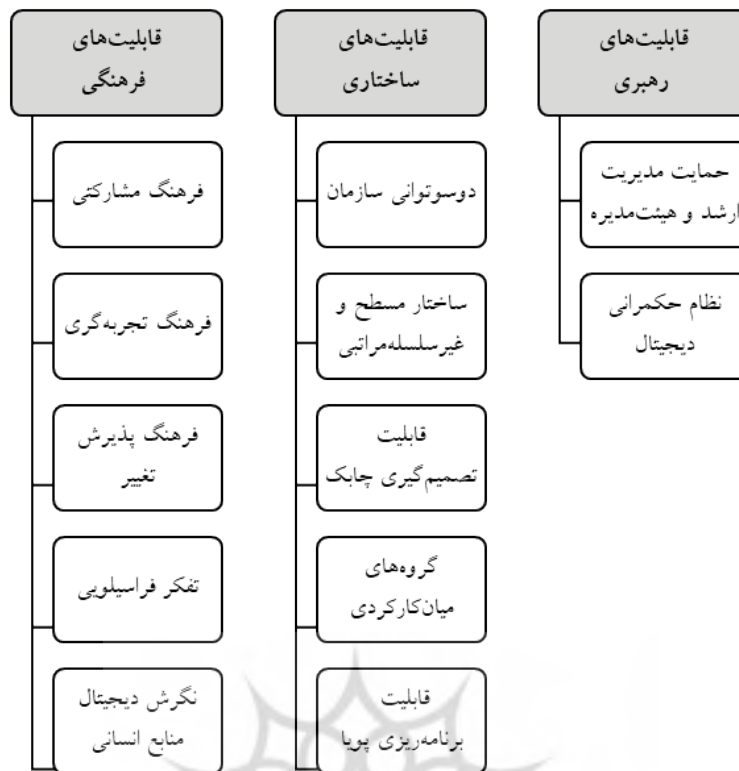 قابلیت‌های
رهبری
حمایت مدیریت
ارشد و هیئت‌مدیره
نظام حکمرانی
دیجیتال
قابلیت‌های
ساختاری
دوسوتوانی سازمان
ساختار مسطح و
غیرسلسله‌مراتبی
قابلیت
تصمیم‌گیری چابک
گروه‌های
میان‌کارکردی
قابلیت
برنامه‌ریزی پویا
قابلیت‌های
فرهنگی
فرهنگ مشارکتی
فرهنگ تجربه‌گری
فرهنگ پذیرش
تغییر
تفکر فراسیلویی
نگرش دیجیتال
منابع انسانی